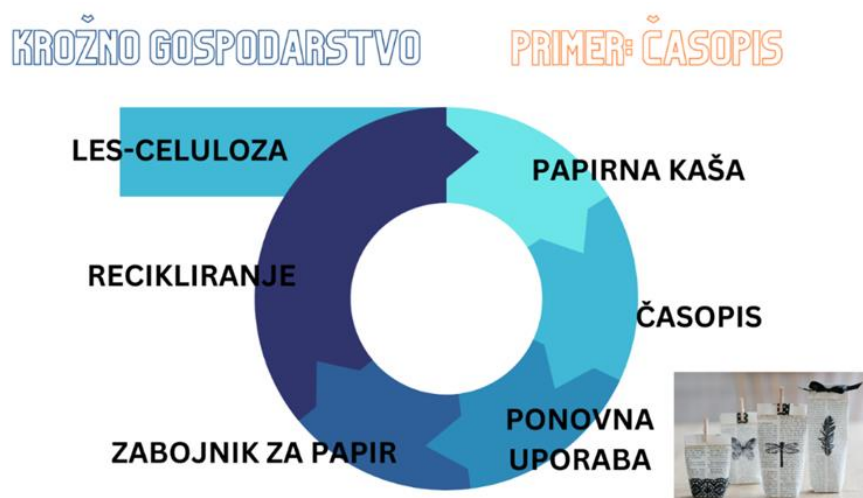 KROŽNO GOSPODARSTVO
PRIMER: ČASOPIS
LES-CELULOZA
PAPIRNA KAŠA
RECIKLIRANJE
ČASOPIS
PONOVNA
UPORABA
ZABOJNIK ZA PAPIR